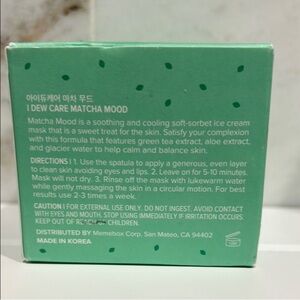 아이듀케어 마차 무드
I DEW CARE MATCHA MOOD
Matcha Mood is a soothing and cooling soft-sorbet ice cream
mask that is a sweet treat for the skin. Satisfy your complexion
with this formula that features green tea extract, aloe extract,
and glacier water to help calm and balance skin.
DIRECTIONS I 1. Use the spatula to apply a generous, even layer
to clean skin avoiding eyes and lips. 2. Leave on for 5-10 minutes.
Mask will not dry. 3. Rinse off the mask with lukewarm water
while gently massaging the skin in a circular motion. For best
results use 2-3 times a week.
CAUTION I FOR EXTERNAL USE ONLY. DO NOT INGEST. AVOID CONTACT
WITH EYES AND MOUTH. STOP USING IMMEDIATELY IF IRRITATION OCCURS.
KEEP OUT OF CHILDREN.
DISTRIBUTED BY: Memebox Corp. San Mateo, CA 94402
MADE IN KOREA